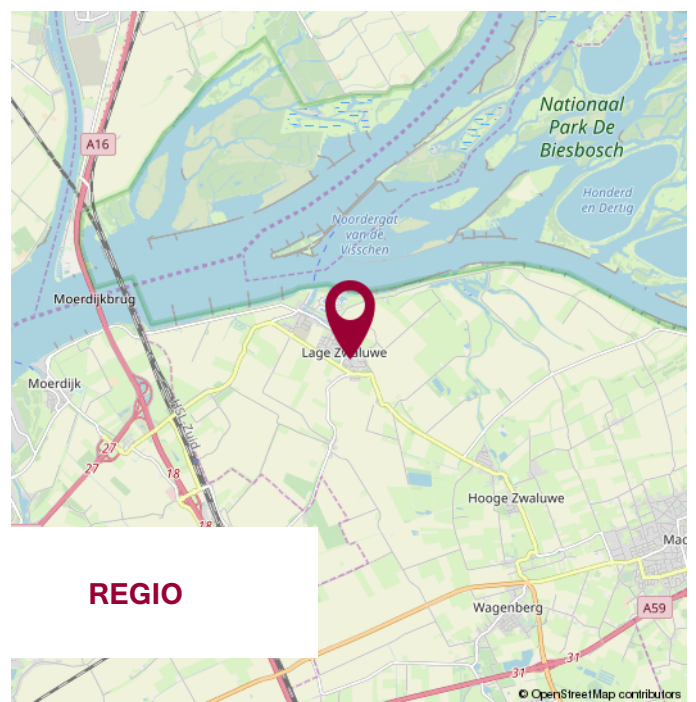 Nationaal
Park De
Biesbosch
A16
Honderd
en Dertig
Noordergat
van de
Visschen
Moerdijkbrug
Lage Zwaluwe
Moerdijk
HSL-Zuid
27
27
18
Hooge Zwaluwe
18
Mac
REGIO
Wagenberg
A59
31
31
© OpenStreetMap contributors